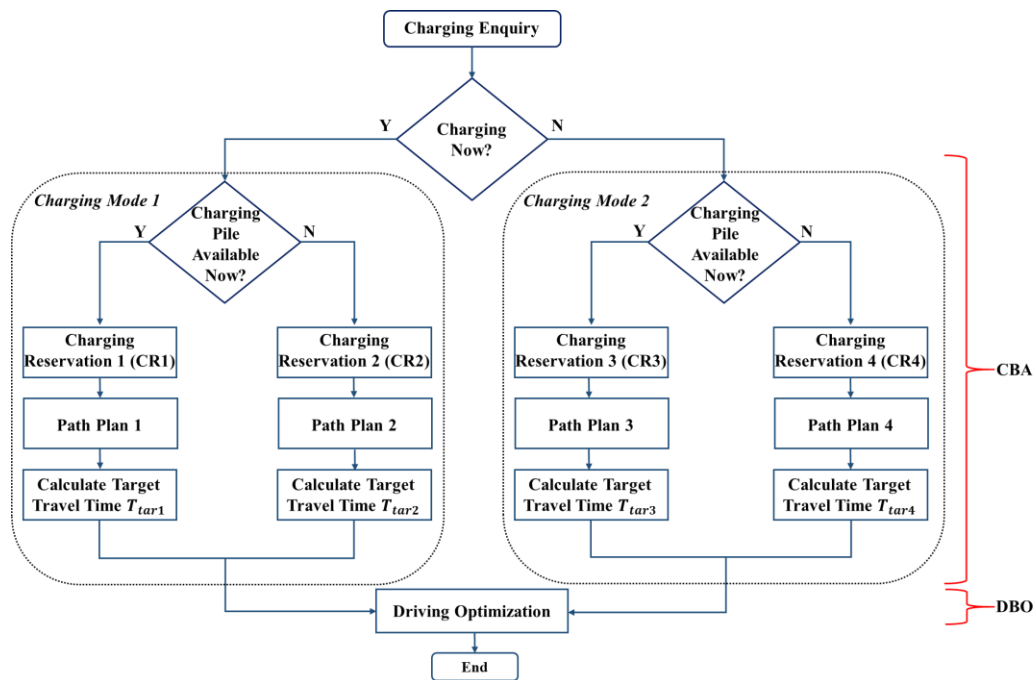 Charging Enquiry
Y
Charging
Now?
N
Charging Mode 1
Y
Charging
Pile
Available
Now?
N
Charging Mode 2
Y
Charging
Pile
Available
Now?
N
Charging
Reservation 1 (CR1)
Charging
Reservation 2 (CR2)
Charging
Reservation 3 (CR3)
Charging
Reservation 4 (CR4)
CBA
Path Plan 1
Path Plan 2
Path Plan 3
Path Plan 4
Calculate Target
Travel Time T_tar1
Calculate Target
Travel Time T_tar2
Calculate Target
Travel Time T_tar3
Calculate Target
Travel Time T_tar4
Driving Optimization
DBO
End